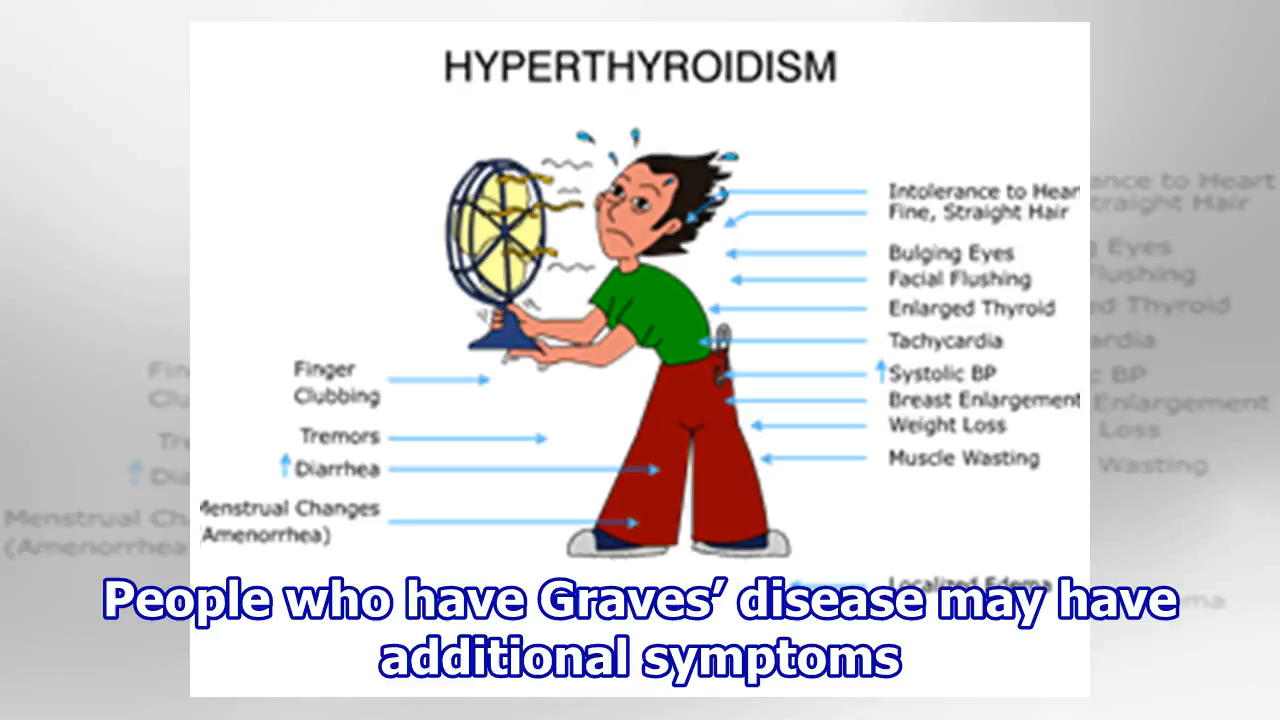 HYPERTHYROIDISM
Intolerance to Hear
Fine, Straight Hair
Bulging Eyes
Facial Flushing
Enlarged Thyroid
Tachycardia
↑Systolic BP
Breast Enlargement
Weight Loss
Muscle Wasting
Localized Edema
Finger
Clubbing
Tremors
↑Diarrhea
Menstrual Changes
(Amenorrhea)
People who have Graves’ disease may have
additional symptoms